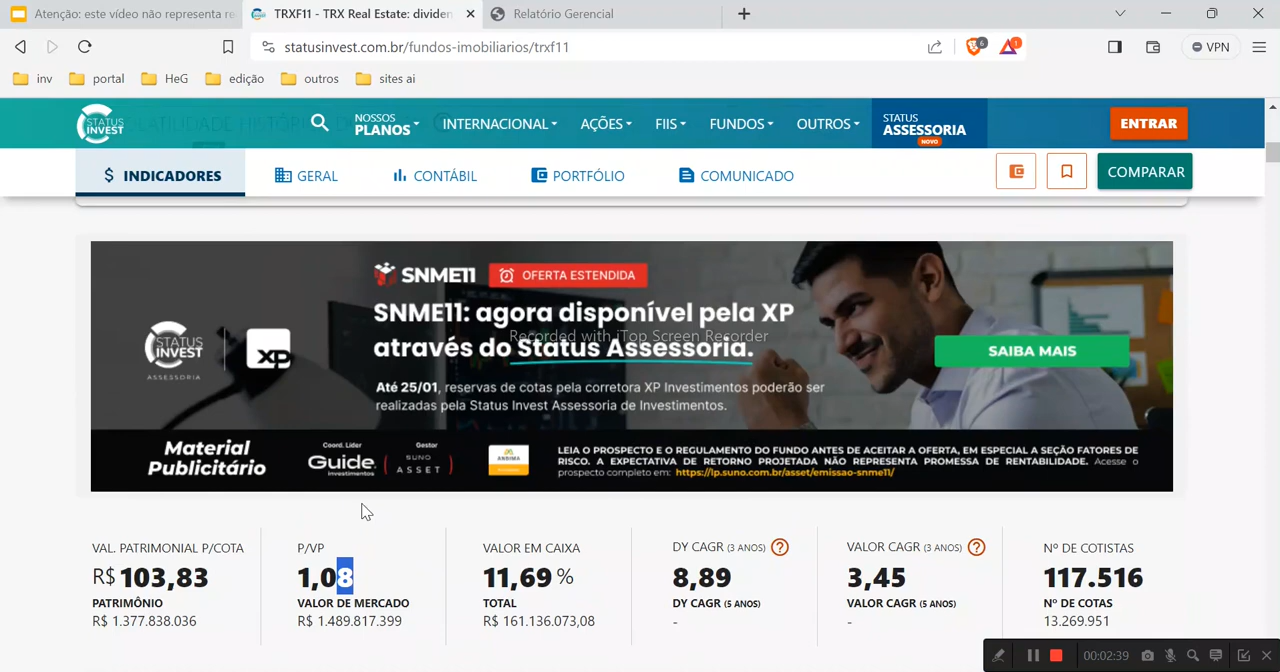 Atenção: este vídeo não representa re
TRXF11 - TRX Real Estate: dividen
Relatório Gerencial
statusinvest.com.br/fundos-imobiliarios/trxf11
6
1
VPN
inv
portal
HeG
edição
outros
sites ai
STATUS
INVEST
NOSSOS
PLANOS
INTERNACIONAL
AÇÕES
FIIS
FUNDOS
OUTROS
STATUS
ASSESSORIA
NOVO
ENTRAR
$ INDICADORES
GERAL
CONTÁBIL
PORTFÓLIO
COMUNICADO
COMPARAR
SNME11
OFERTA ESTENDIDA
SNME11: agora disponível pela XP
através do Status Assessoria.
Recorded with iTop Screen Recorder
STATUS
INVEST
ASSESSORIA
XP
SAIBA MAIS
Até 25/01, reservas de cotas pela corretora XP Investimentos poderão ser
realizadas pela Status Invest Assessoria de Investimentos.
Material
Publicitário
Coord. Líder
Guide
investimentos
Gestor
SUNO
ASSET
ANBIMA
LEIA O PROSPECTO E O REGULAMENTO DO FUNDO ANTES DE ACEITAR A OFERTA, EM ESPECIAL A SEÇÃO FATORES DE
RISCO. A EXPECTATIVA DE RETORNO PROJETADA NÃO REPRESENTA PROMESSA DE RENTABILIDADE. Acesse o
prospecto completo em: https://lp.suno.com.br/asset/emissao-snme11/
VAL. PATRIMONIAL P/COTA
R$ 103,83
PATRIMÔNIO
R$ 1.377.838.036
P/VP
1,08
VALOR DE MERCADO
R$ 1.489.817.399
VALOR EM CAIXA
11,69 %
TOTAL
R$ 161.136.073,08
DY CAGR (3 ANOS) ?
8,89
DY CAGR (5 ANOS)
-
VALOR CAGR (3 ANOS) ?
3,45
VALOR CAGR (5 ANOS)
-
Nº DE COTISTAS
117.516
Nº DE COTAS
13.269.951
00:02:39